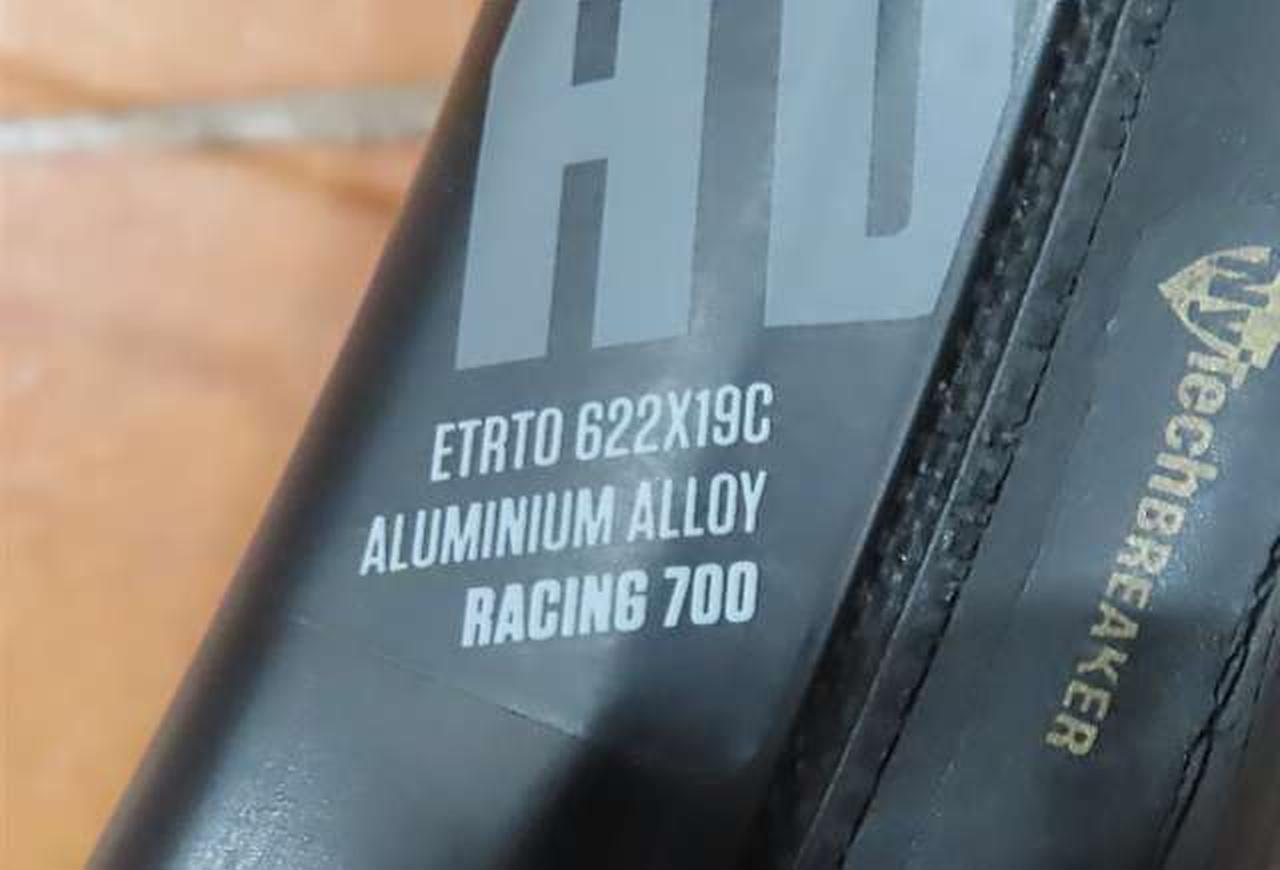 ETRTO 622X19C
ALUMINIUM ALLOY
RACING 700
TechBREAKER